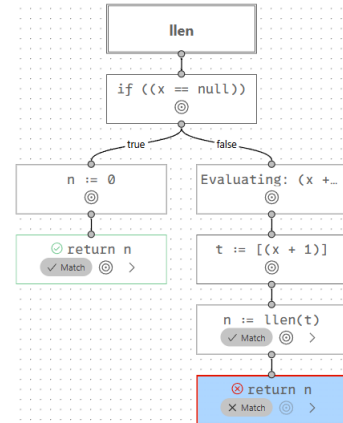 llen
if ((x == null))
true
false
n := 0
Evaluating: (x +…
return n
Match
t := [(x + 1)]
n := llen(t)
Match
return n
Match